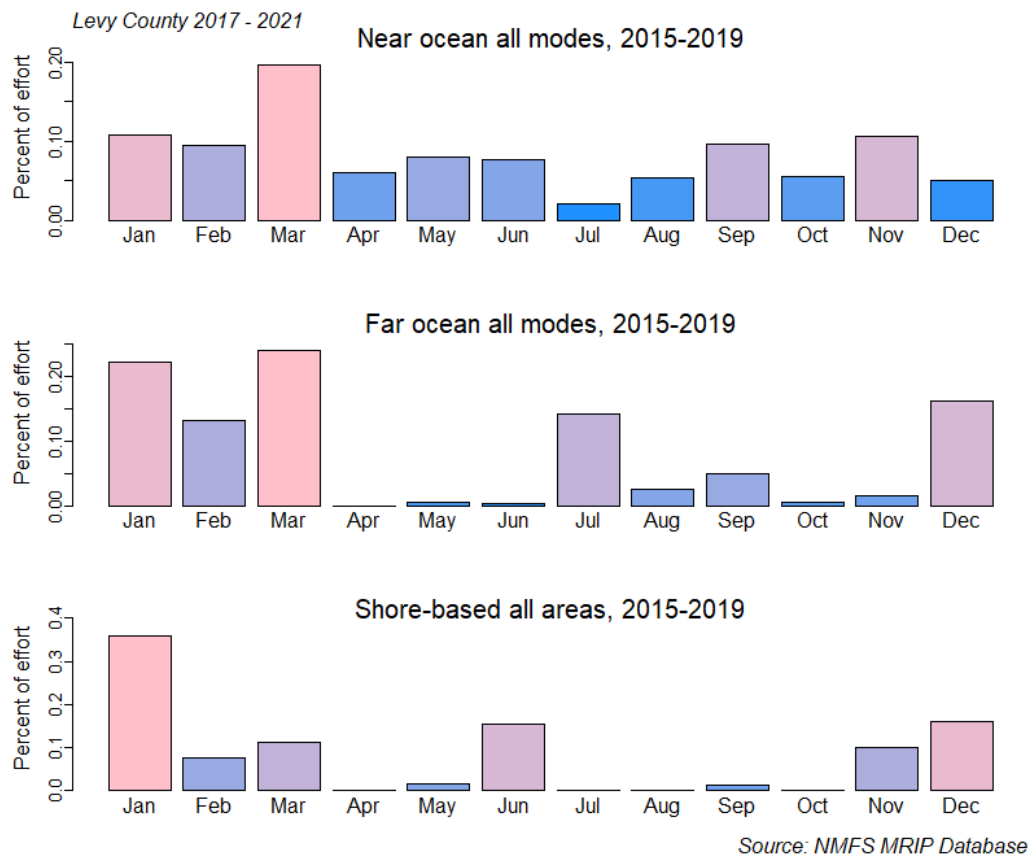 Levy County 2017 - 2021
Near ocean all modes, 2015-2019
Percent of effort
0.00 0.10 0.20
Jan Feb Mar Apr May Jun Jul Aug Sep Oct Nov Dec
Far ocean all modes, 2015-2019
Percent of effort
0.00 0.10 0.20
Jan Feb Mar Apr May Jun Jul Aug Sep Oct Nov Dec
Shore-based all areas, 2015-2019
Percent of effort
0.0 0.1 0.2 0.3 0.4
Jan Feb Mar Apr May Jun Jul Aug Sep Oct Nov Dec
Source: NMFS MRIP Database